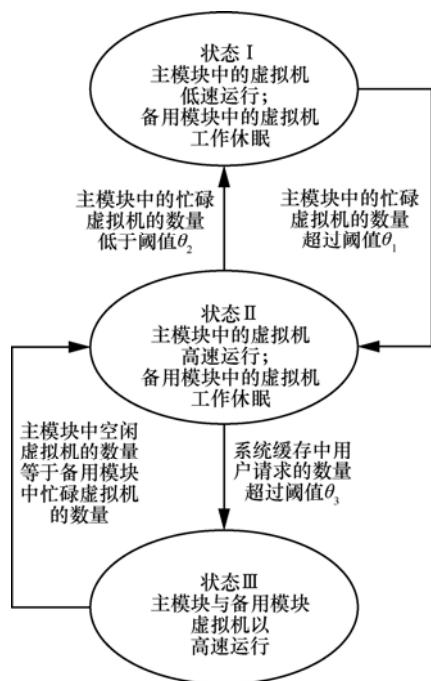 状态Ⅰ
主模块中的虚拟机
低速运行；
备用模块中的虚拟机
工作休眠
主模块中的忙碌
虚拟机的数量
低于阈值θ₂
主模块中的忙碌
虚拟机的数量
超过阈值θ₁
状态Ⅱ
主模块中的虚拟机
高速运行；
备用模块中的虚拟机
工作休眠
主模块中空闲
虚拟机的数量
等于备用模块
中忙碌虚拟机
的数量
系统缓存中用
户请求的数量
超过阈值θ₃
状态Ⅲ
主模块与备用模块
虚拟机以
高速运行